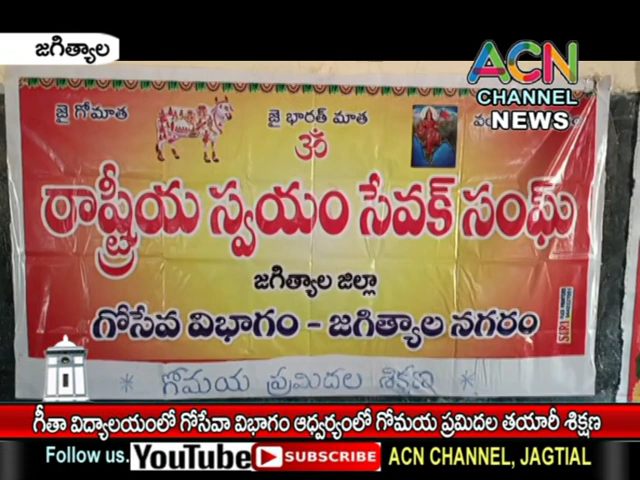 జగిత్యాల
ACN
CHANNEL
NEWS
జై గోమాత
జై భారత్ మాత
ॐ
రాష్ట్రీయ స్వయం సేవక్ సంఘ్
జగిత్యాల జిల్లా
గోసేవ విభాగం - జగిత్యాల నగరం
* గోమయ ప్రమిదల శిక్షణ *
గీతా విద్యాలయంలో గోసేవా విభాగం ఆధ్వర్యంలో గోమయ ప్రమిదల తయారీ శిక్షణ
Follow us. YouTube SUBSCRIBE ACN CHANNEL, JAGTIAL